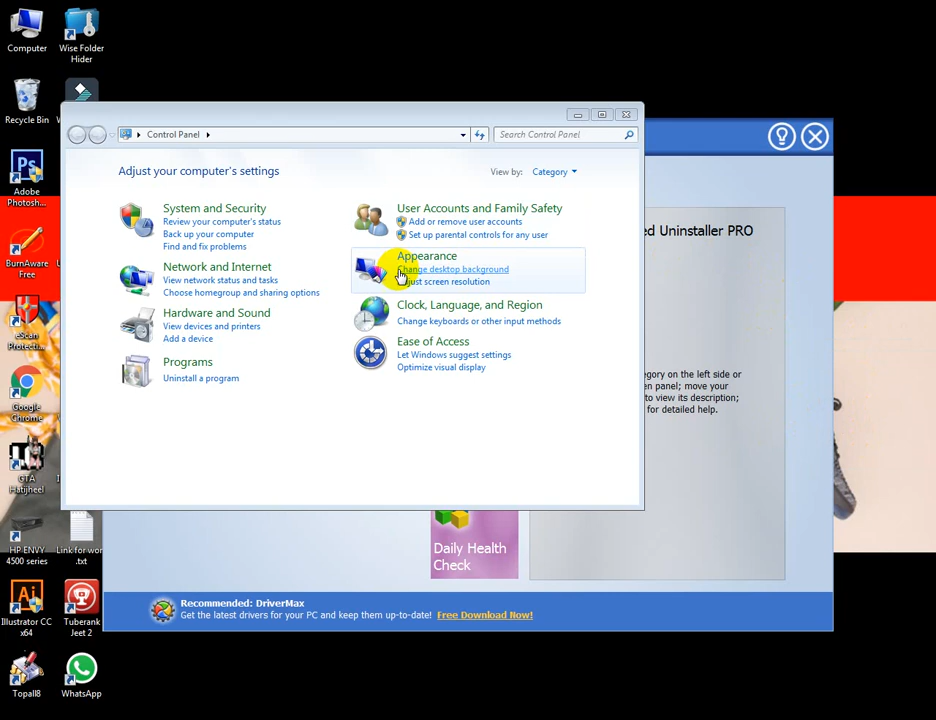 Computer
Wise Folder
Hider
Recycle Bin
Adobe
Photosh...
BurnAware
Free
eScan
Protecti...
Google
Chrome
GTA
Hatijheel
HP ENVY
4500 series
Link for wor
.txt
Illustrator CC
x64
Tuberank
Jeet 2
Topall8
WhatsApp
Control Panel
Search Control Panel
Adjust your computer's settings
View by: Category
System and Security
Review your computer's status
Back up your computer
Find and fix problems
Network and Internet
View network status and tasks
Choose homegroup and sharing options
Hardware and Sound
View devices and printers
Add a device
Programs
Uninstall a program
User Accounts and Family Safety
Add or remove user accounts
Set up parental controls for any user
Appearance
Change desktop background
just screen resolution
Clock, Language, and Region
Change keyboards or other input methods
Ease of Access
Let Windows suggest settings
Optimize visual display
ed Uninstaller PRO
egory on the left side or
en panel; move your
to view its description;
for detailed help.
Daily Health
Check
Recommended: DriverMax
Get the latest drivers for your PC and keep them up-to-date! Free Download Now!